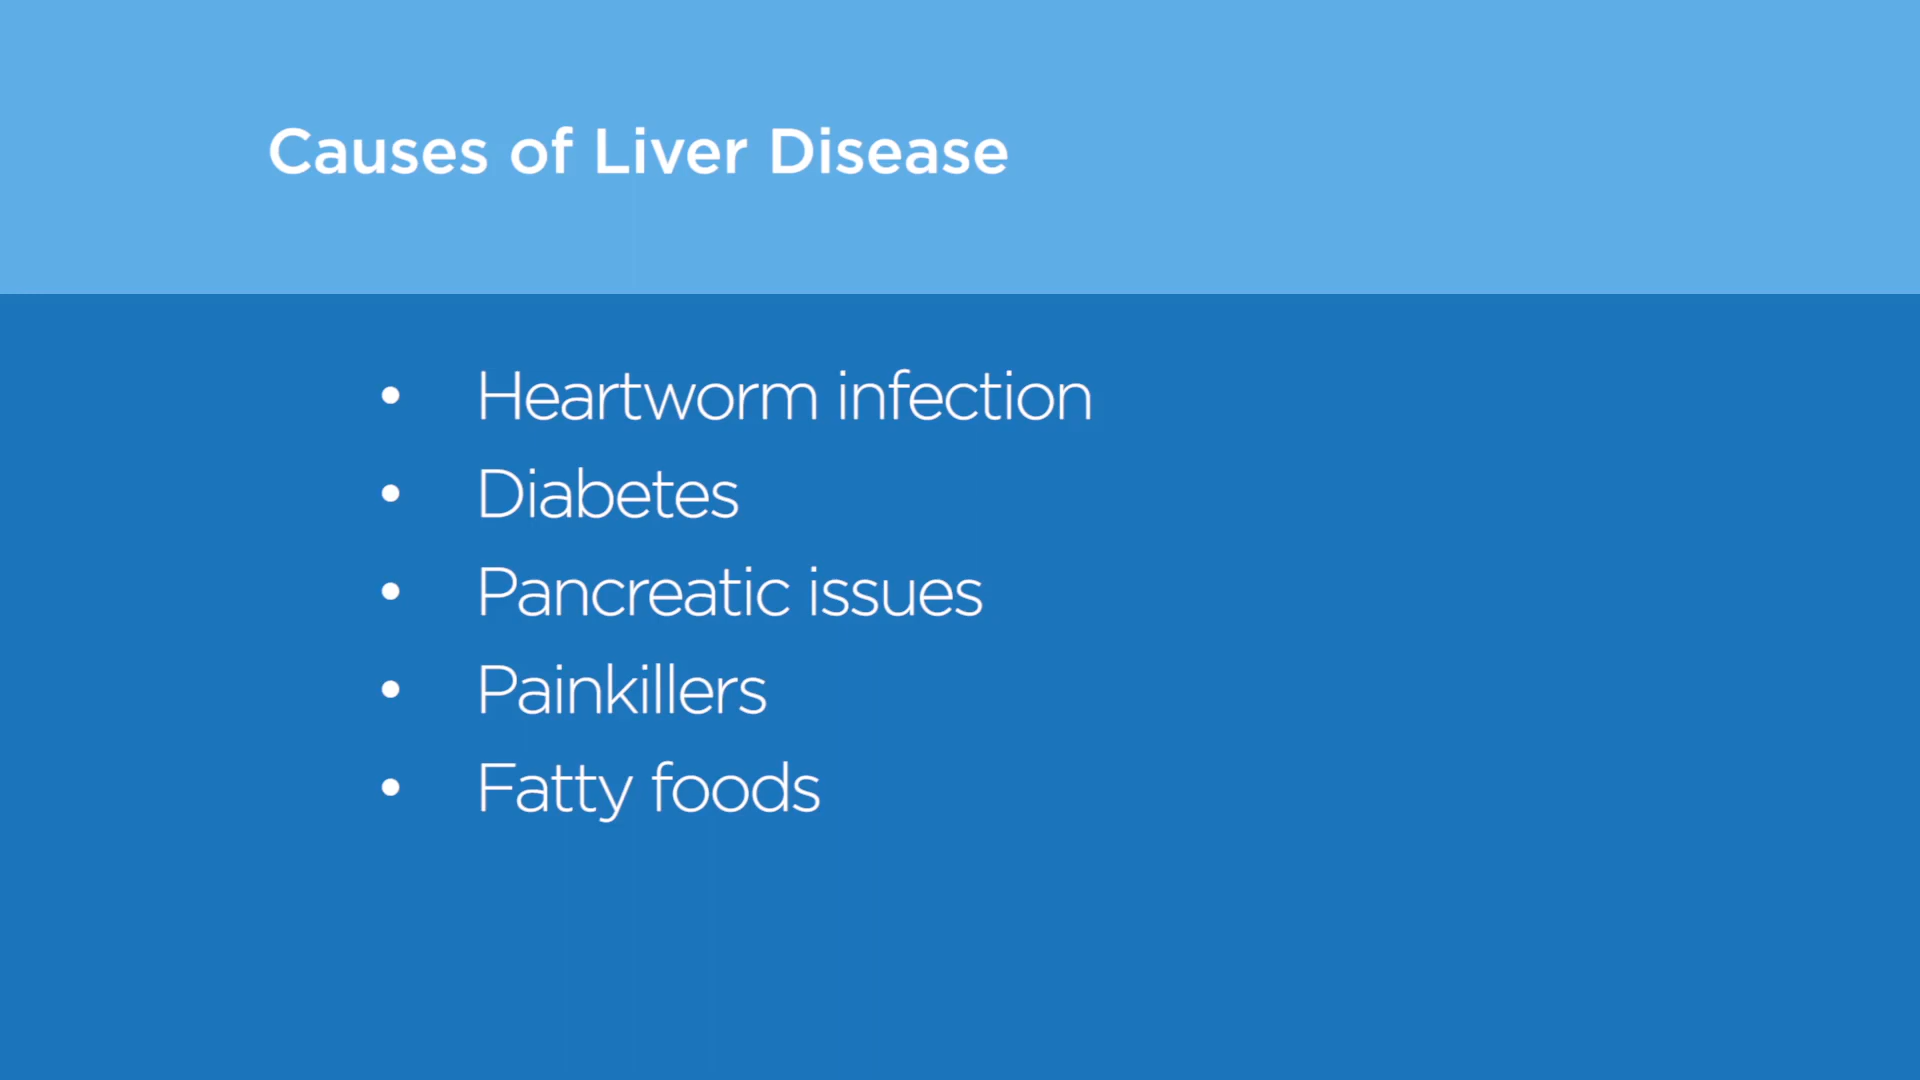 Causes of Liver Disease
• Heartworm infection
• Diabetes
• Pancreatic issues
• Painkillers
• Fatty foods